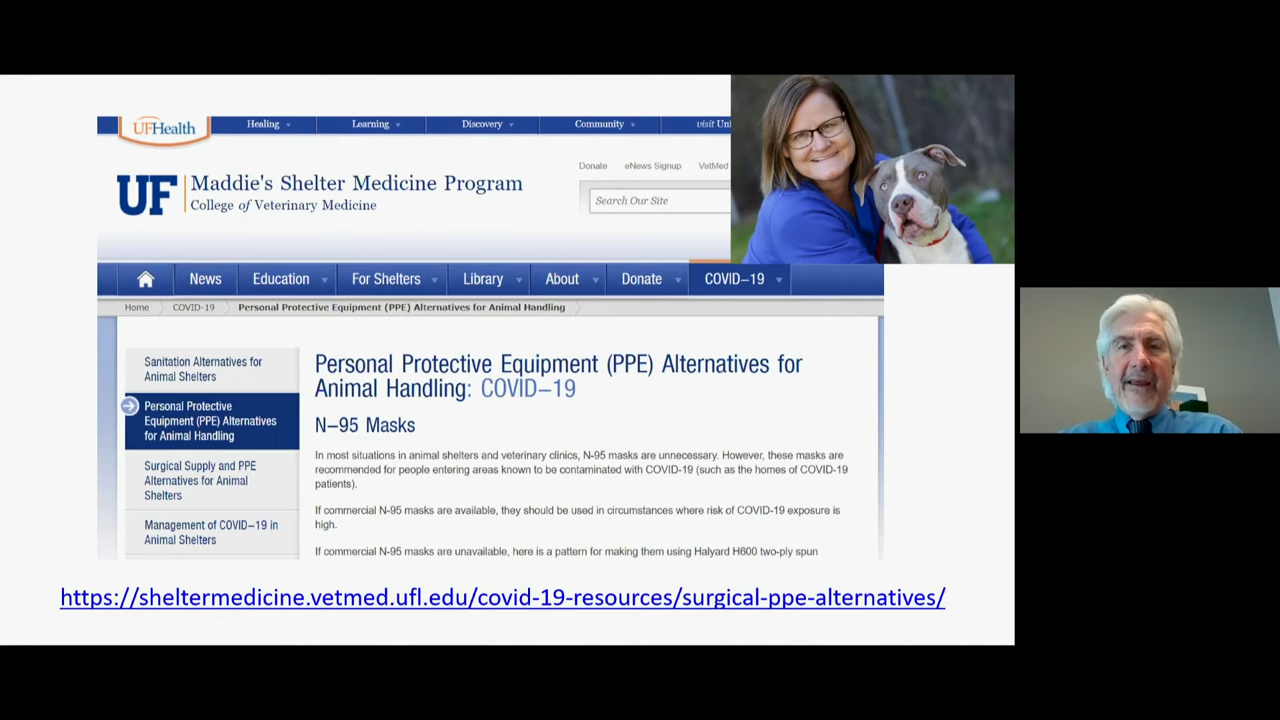 UFHealth
Healing
Learning
Discovery
Community
visit Uni
Donate
eNews Signup
VetMed
UF
Maddie's Shelter Medicine Program
College of Veterinary Medicine
Search Our Site
News
Education
For Shelters
Library
About
Donate
COVID–19
Home
COVID-19
Personal Protective Equipment (PPE) Alternatives for Animal Handling
Sanitation Alternatives for
Animal Shelters
Personal Protective
Equipment (PPE) Alternatives
for Animal Handling
Surgical Supply and PPE
Alternatives for Animal
Shelters
Management of COVID–19 in
Animal Shelters
Personal Protective Equipment (PPE) Alternatives for
Animal Handling: COVID–19
N–95 Masks
In most situations in animal shelters and veterinary clinics, N-95 masks are unnecessary. However, these masks are
recommended for people entering areas known to be contaminated with COVID-19 (such as the homes of COVID-19
patients).
If commercial N-95 masks are available, they should be used in circumstances where risk of COVID-19 exposure is
high.
If commercial N-95 masks are unavailable, here is a pattern for making them using Halyard H600 two-ply spun
https://sheltermedicine.vetmed.ufl.edu/covid-19-resources/surgical-ppe-alternatives/